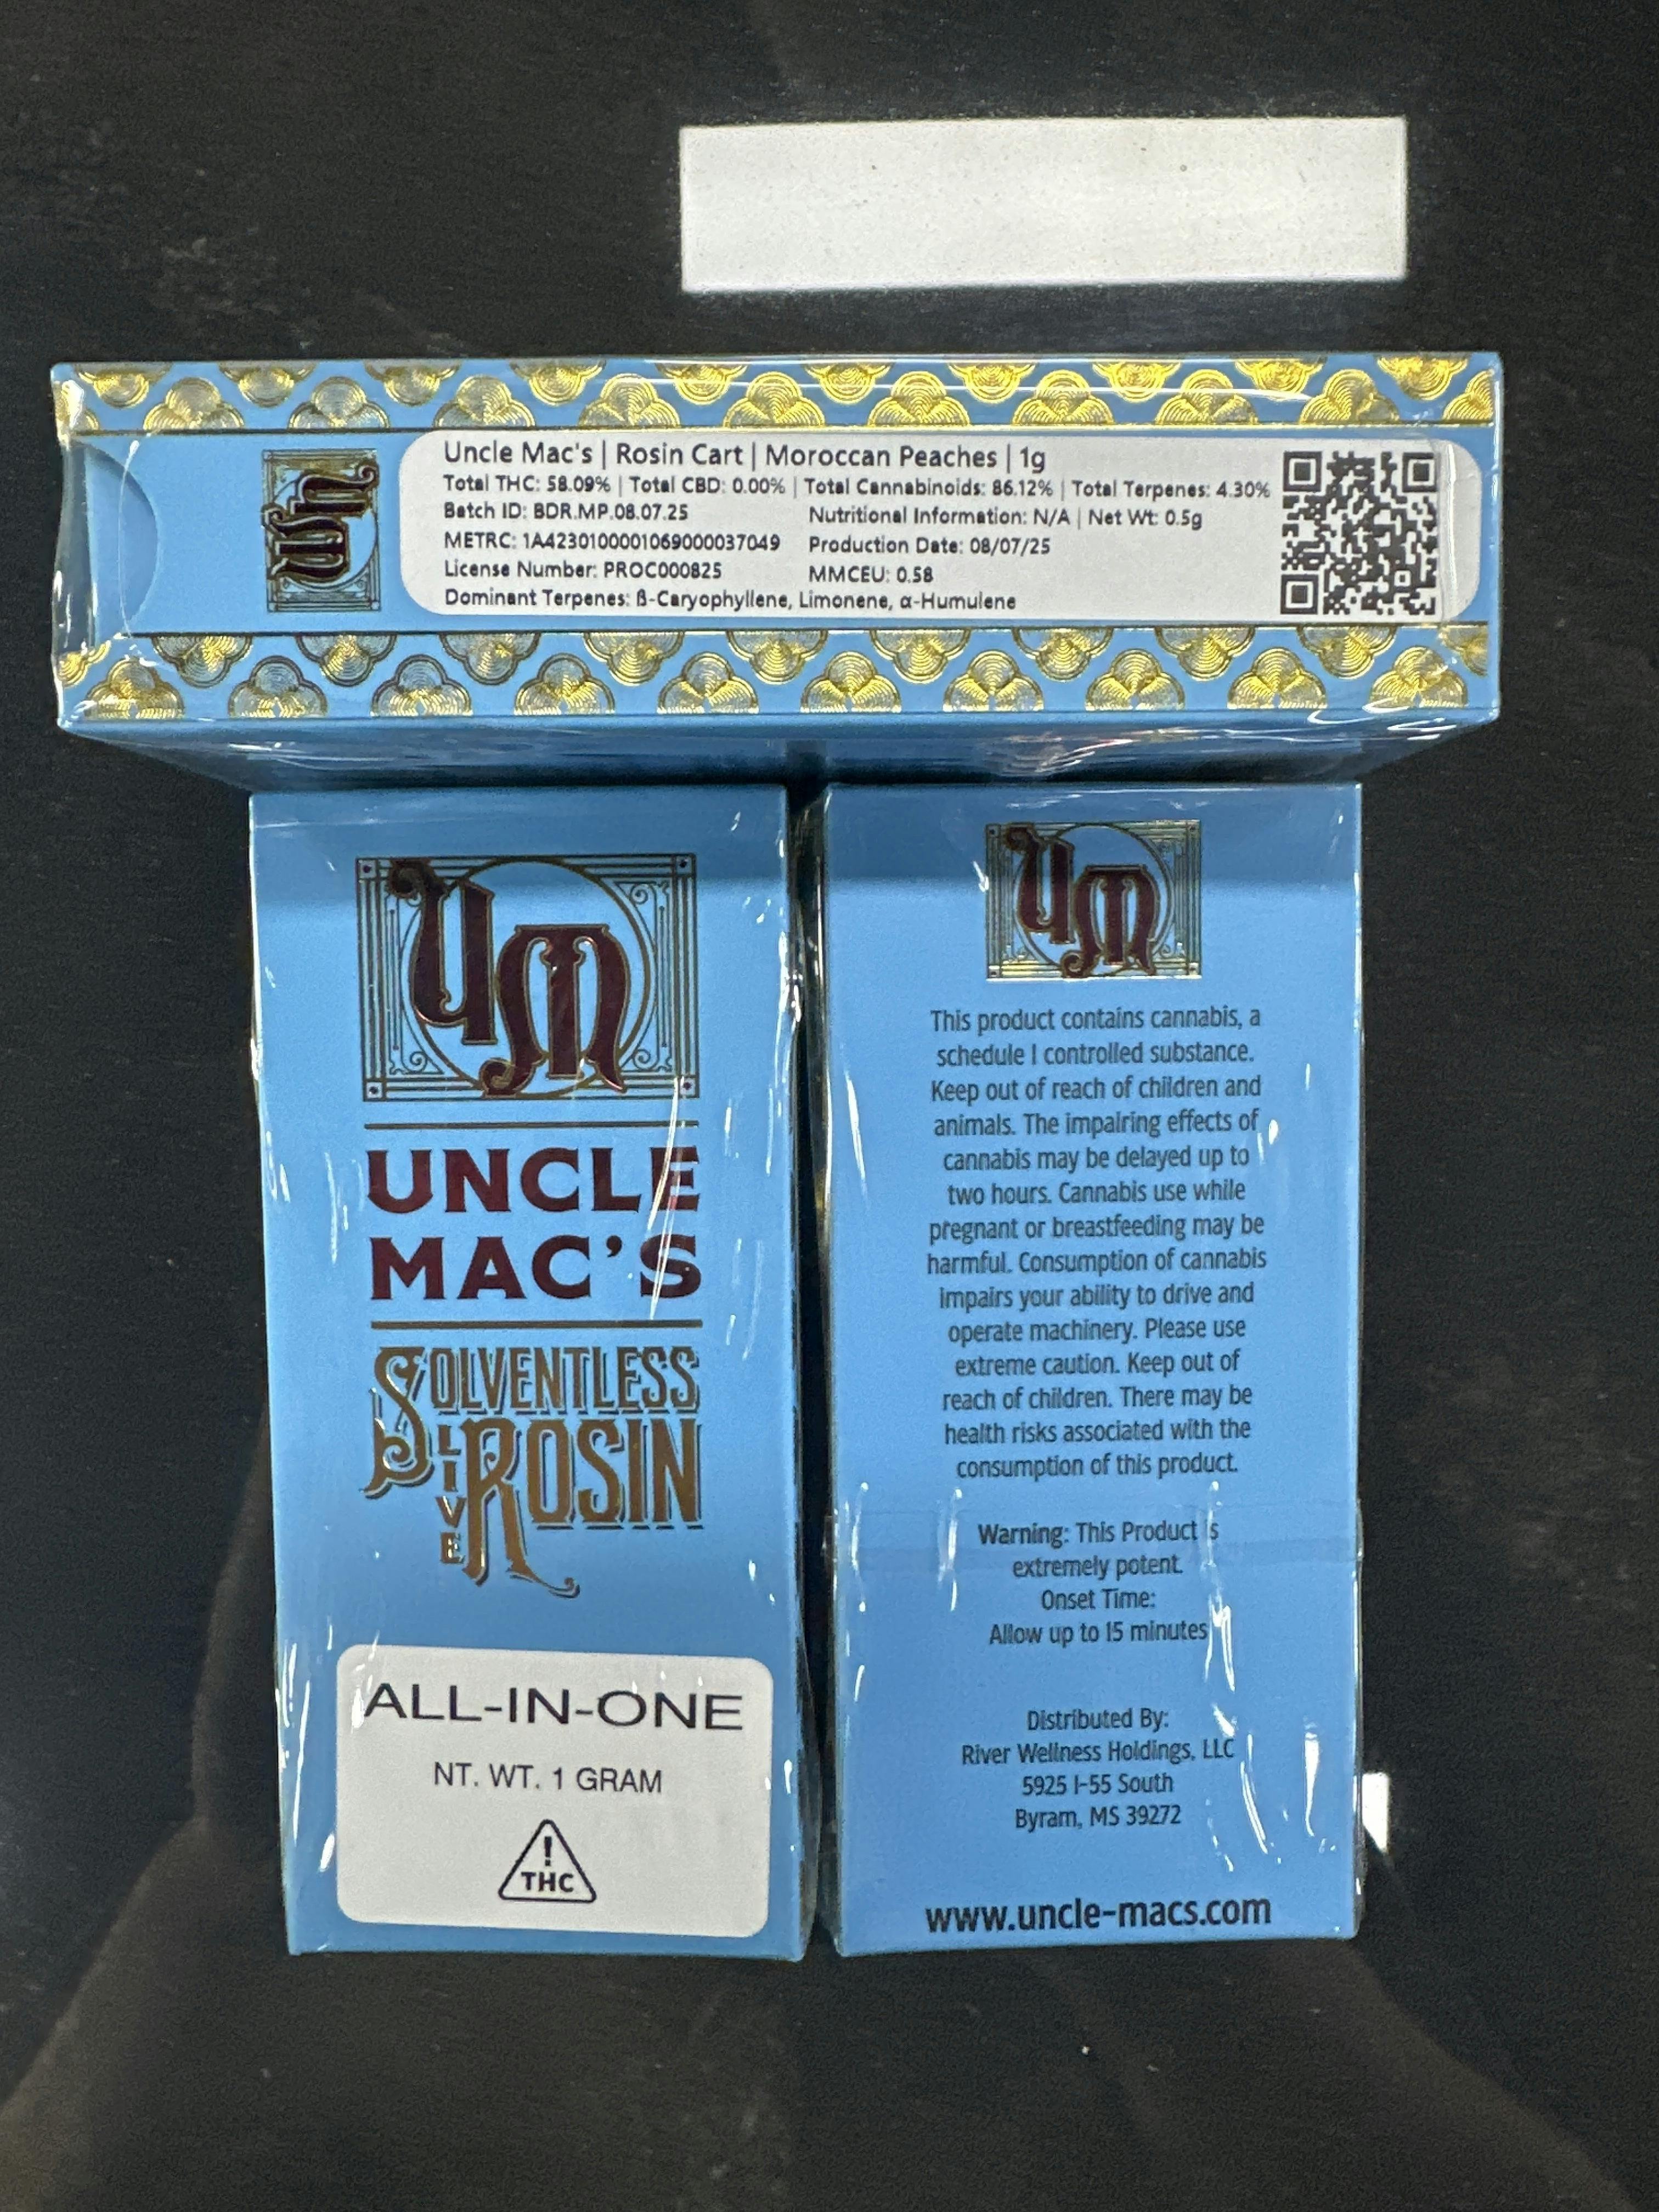 Uncle Mac's | Rosin Cart | Moroccan Peaches | 1g
Total THC: 58.09% | Total CBD: 0.00% | Total Cannabinoids: 86.12% | Total Terpenes: 4.30%
Batch ID: BDR.MP.08.07.25
Nutritional Information: N/A | Net Wt: 0.5g
METRC: 1A4230100001069000037049
Production Date: 08/07/25
License Number: PROC000825
MMCEU: 0.58
Dominant Terpenes: ß-Caryophyllene, Limonene, α-Humulene
UM
UM
UNCLE
MAC'S
SOLVENTLESS
LIVE ROSIN
ALL-IN-ONE
NT. WT. 1 GRAM
!
THC
UM
This product contains cannabis, a
schedule I controlled substance.
Keep out of reach of children and
animals. The impairing effects of
cannabis may be delayed up to
two hours. Cannabis use while
pregnant or breastfeeding may be
harmful. Consumption of cannabis
impairs your ability to drive and
operate machinery. Please use
extreme caution. Keep out of
reach of children. There may be
health risks associated with the
consumption of this product.
Warning: This Product is
extremely potent.
Onset Time:
Allow up to 15 minutes
Distributed By:
River Wellness Holdings, LLC
5925 I-55 South
Byram, MS 39272
www.uncle-macs.com